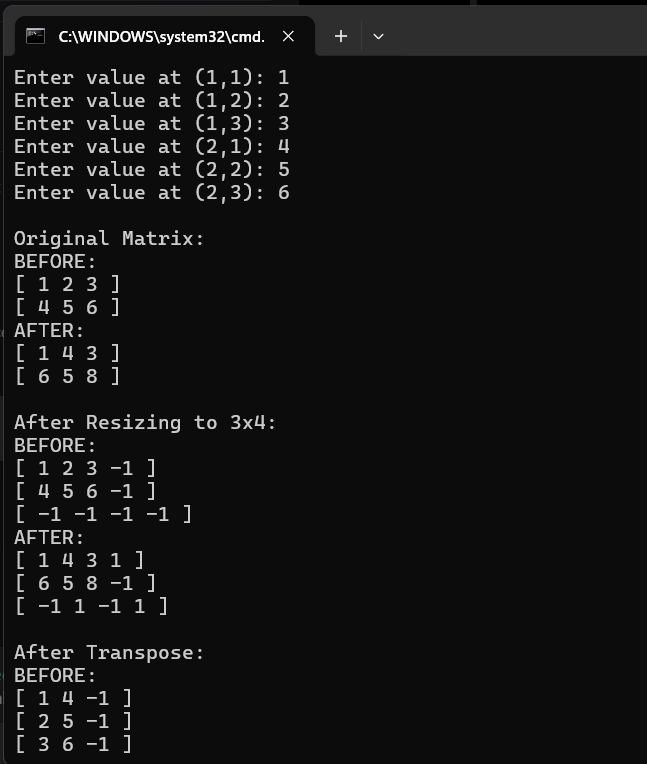 C:\WINDOWS\system32\cmd.
Enter value at (1,1): 1
Enter value at (1,2): 2
Enter value at (1,3): 3
Enter value at (2,1): 4
Enter value at (2,2): 5
Enter value at (2,3): 6
Original Matrix:
BEFORE:
[ 1 2 3 ]
[ 4 5 6 ]
AFTER:
[ 1 4 3 ]
[ 6 5 8 ]
After Resizing to 3x4:
BEFORE:
[ 1 2 3 -1 ]
[ 4 5 6 -1 ]
[ -1 -1 -1 -1 ]
AFTER:
[ 1 4 3 1 ]
[ 6 5 8 -1 ]
[ -1 1 -1 1 ]
After Transpose:
BEFORE:
[ 1 4 -1 ]
[ 2 5 -1 ]
[ 3 6 -1 ]